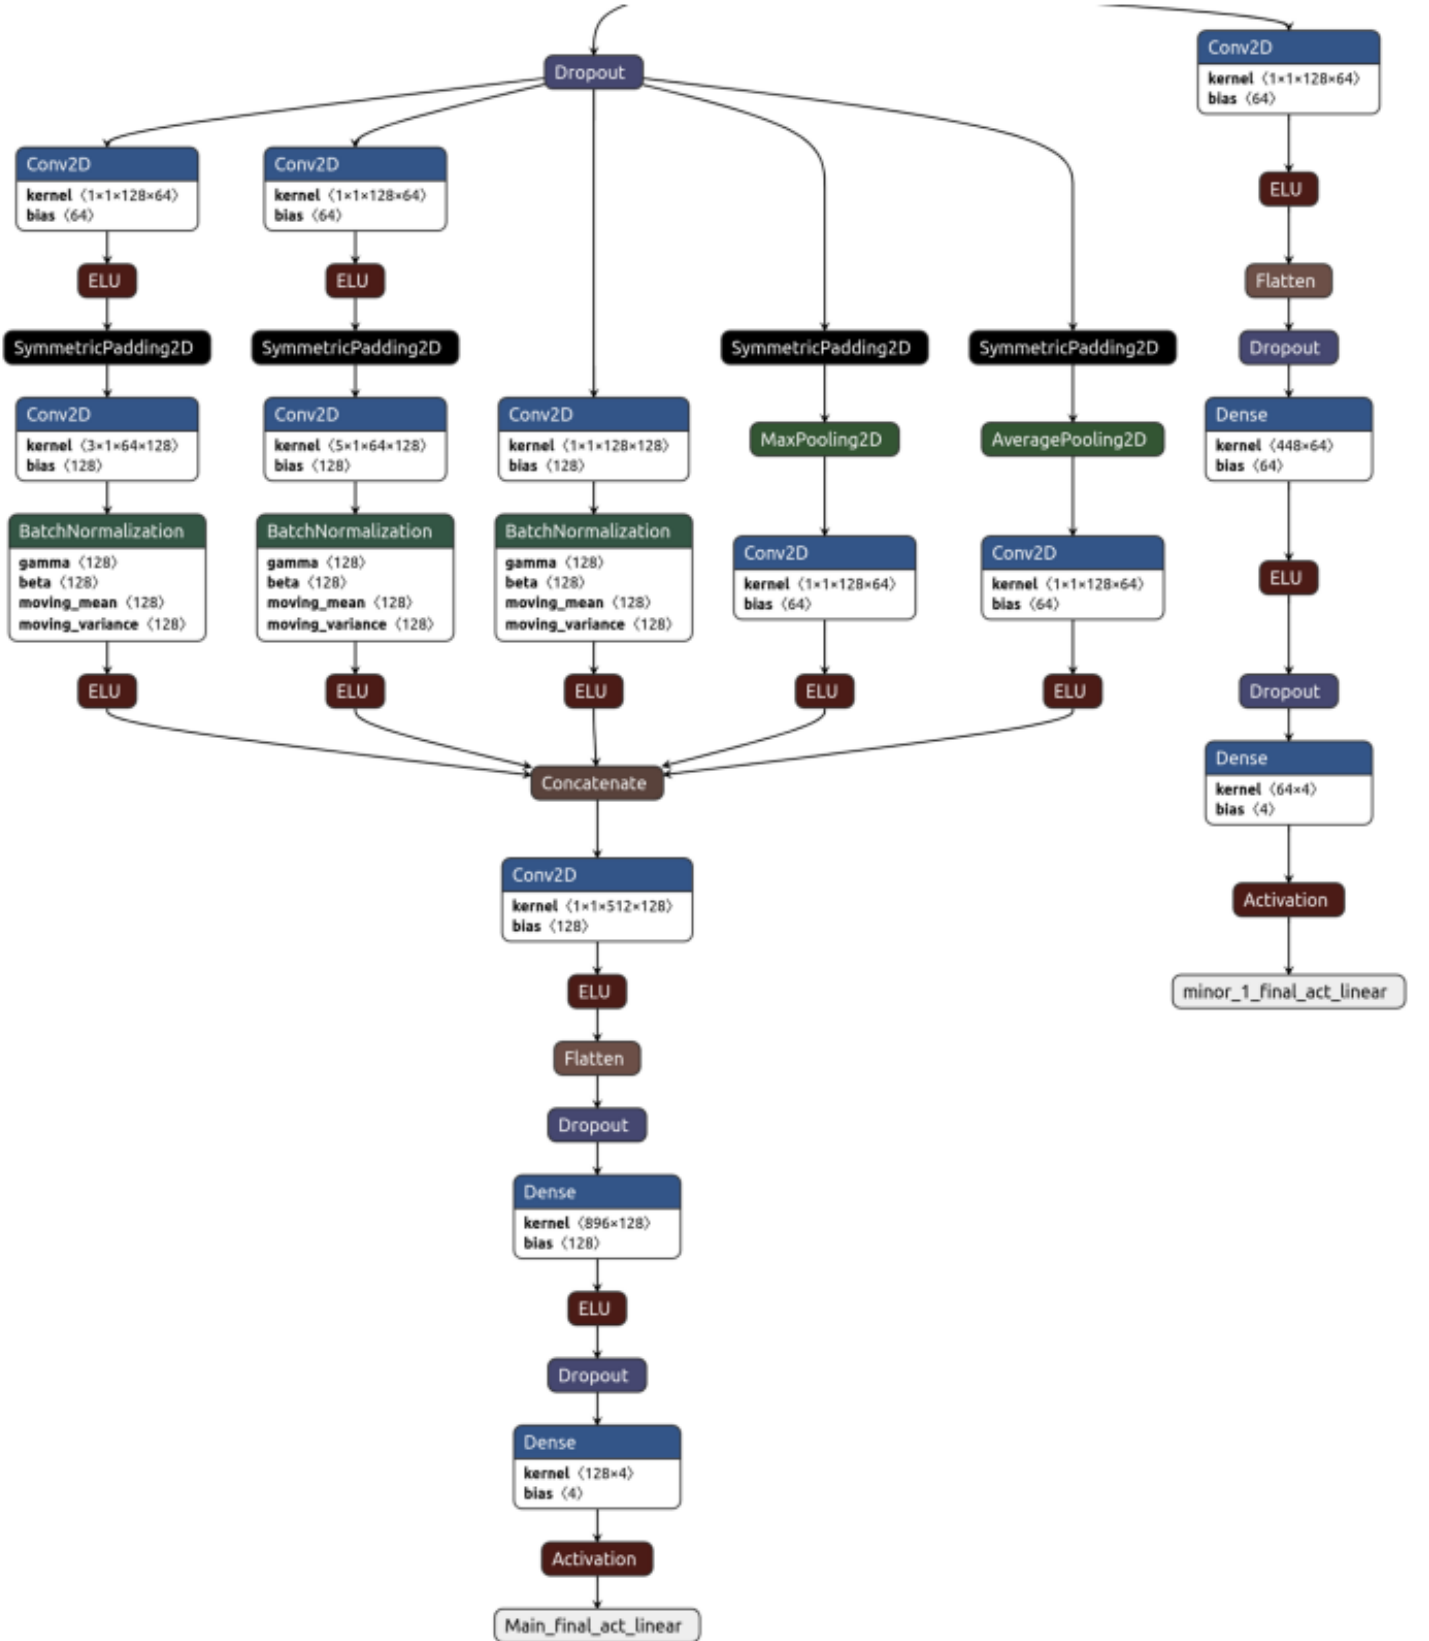 Dropout
Conv2D
kernel 〈1×1×128×64〉
bias 〈64〉
Conv2D
kernel 〈1×1×128×64〉
bias 〈64〉
ELU
ELU
SymmetricPadding2D
SymmetricPadding2D
SymmetricPadding2D
SymmetricPadding2D
Conv2D
kernel 〈3×1×64×128〉
bias 〈128〉
Conv2D
kernel 〈5×1×64×128〉
bias 〈128〉
Conv2D
kernel 〈1×1×128×128〉
bias 〈128〉
MaxPooling2D
AveragePooling2D
BatchNormalization
gamma 〈128〉
beta 〈128〉
moving_mean 〈128〉
moving_variance 〈128〉
BatchNormalization
gamma 〈128〉
beta 〈128〉
moving_mean 〈128〉
moving_variance 〈128〉
BatchNormalization
gamma 〈128〉
beta 〈128〉
moving_mean 〈128〉
moving_variance 〈128〉
Conv2D
kernel 〈1×1×128×64〉
bias 〈64〉
Conv2D
kernel 〈1×1×128×64〉
bias 〈64〉
ELU
ELU
ELU
ELU
ELU
Concatenate
Conv2D
kernel 〈1×1×512×128〉
bias 〈128〉
ELU
Flatten
Dropout
Dense
kernel 〈896×128〉
bias 〈128〉
ELU
Dropout
Dense
kernel 〈128×4〉
bias 〈4〉
Activation
Main_final_act_linear
Conv2D
kernel 〈1×1×128×64〉
bias 〈64〉
ELU
Flatten
Dropout
Dense
kernel 〈448×64〉
bias 〈64〉
ELU
Dropout
Dense
kernel 〈64×4〉
bias 〈4〉
Activation
minor_1_final_act_linear